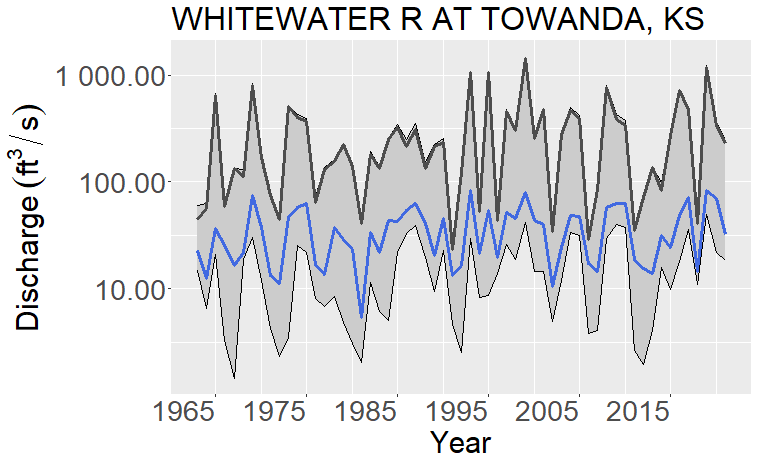 WHITEWATER R AT TOWANDA, KS
Discharge (ft³/s)
1 000.00
100.00
10.00
1965 1975 1985 1995 2005 2015
Year